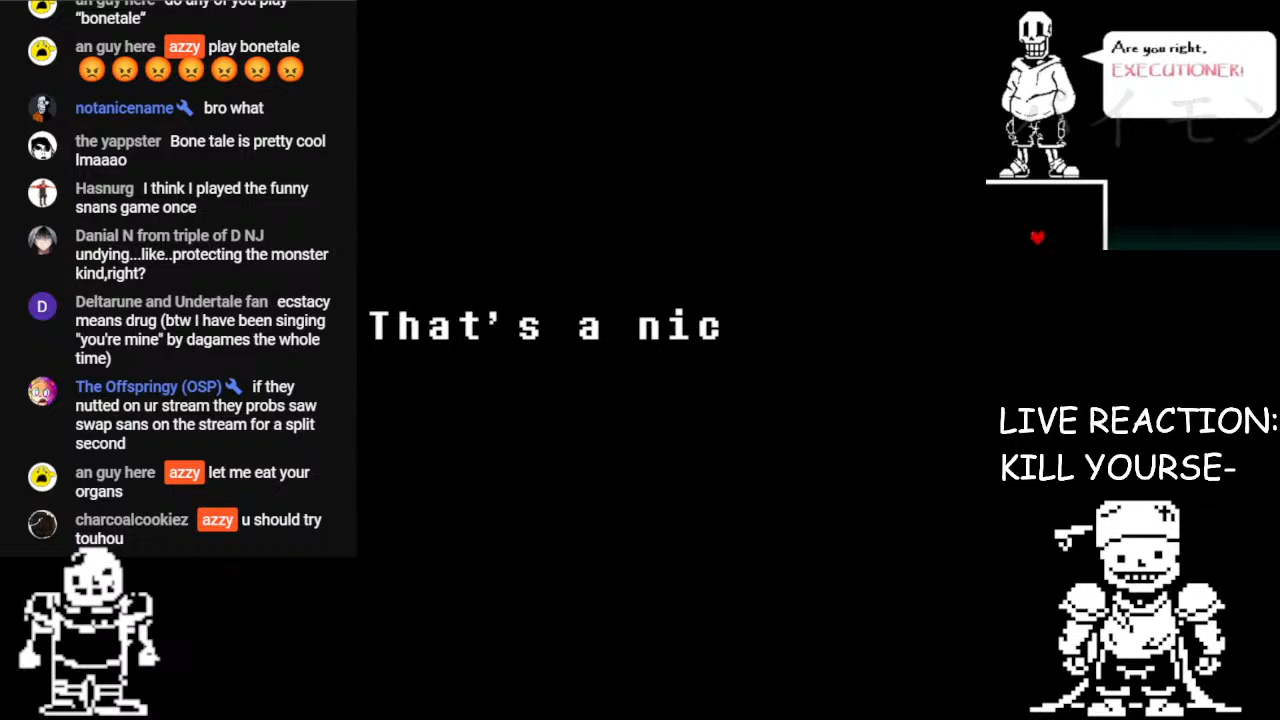 an guy here do any of you play
“bonetale”
an guy here azzy play bonetale
😡😡😡😡😡😡😡
notanicename bro what
the yappster Bone tale is pretty cool
lmaaao
Hasnurg I think I played the funny
snans game once
Danial N from triple of D NJ
undying...like..protecting the monster
kind,right?
D
Deltarune and Undertale fan ecstacy
means drug (btw I have been singing
"you're mine" by dagames the whole
time)
The Offspringy (OSP) if they
nutted on ur stream they probs saw
swap sans on the stream for a split
second
an guy here azzy let me eat your
organs
charcoalcookiez azzy u should try
touhou
That's a nic
Are you right,
EXECUTIONER!
イモン
LIVE REACTION:
KILL YOURSE-